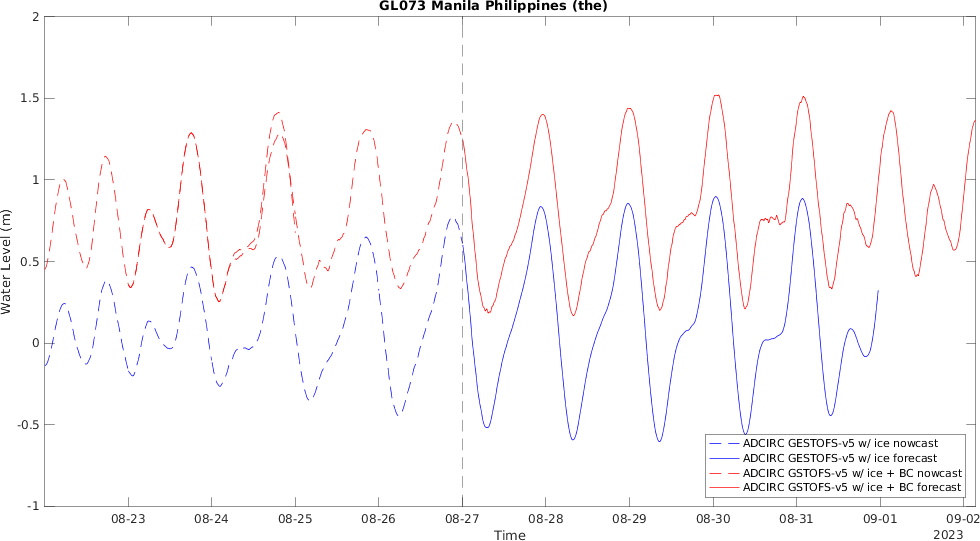 GL073 Manila Philippines (the)
2
1.5
1
0.5
0
-0.5
-1
Water Level (m)
ADCIRC GESTOFS-v5 w/ ice nowcast
ADCIRC GESTOFS-v5 w/ ice forecast
ADCIRC GSTOFS-v5 w/ ice + BC nowcast
ADCIRC GSTOFS-v5 w/ ice + BC forecast
08-23 08-24 08-25 08-26 08-27 08-28 08-29 08-30 08-31 09-01 09-02
Time
2023